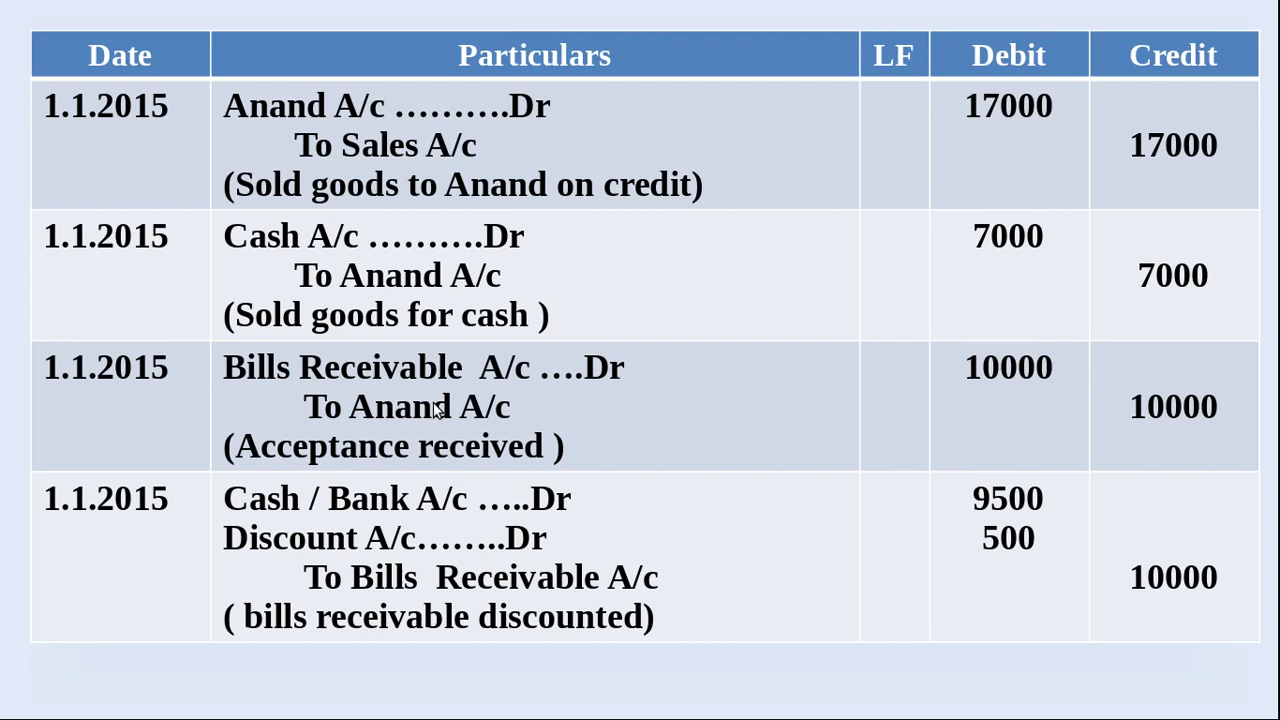 Date Particulars LF Debit Credit
1.1.2015 Anand A/c ……….Dr 17000
To Sales A/c 17000
(Sold goods to Anand on credit)
1.1.2015 Cash A/c ……….Dr 7000
To Anand A/c 7000
(Sold goods for cash )
1.1.2015 Bills Receivable  A/c ….Dr 10000
To Anand A/c 10000
(Acceptance received )
1.1.2015 Cash / Bank A/c …..Dr 9500
Discount A/c……..Dr 500
To Bills  Receivable A/c 10000
( bills receivable discounted)